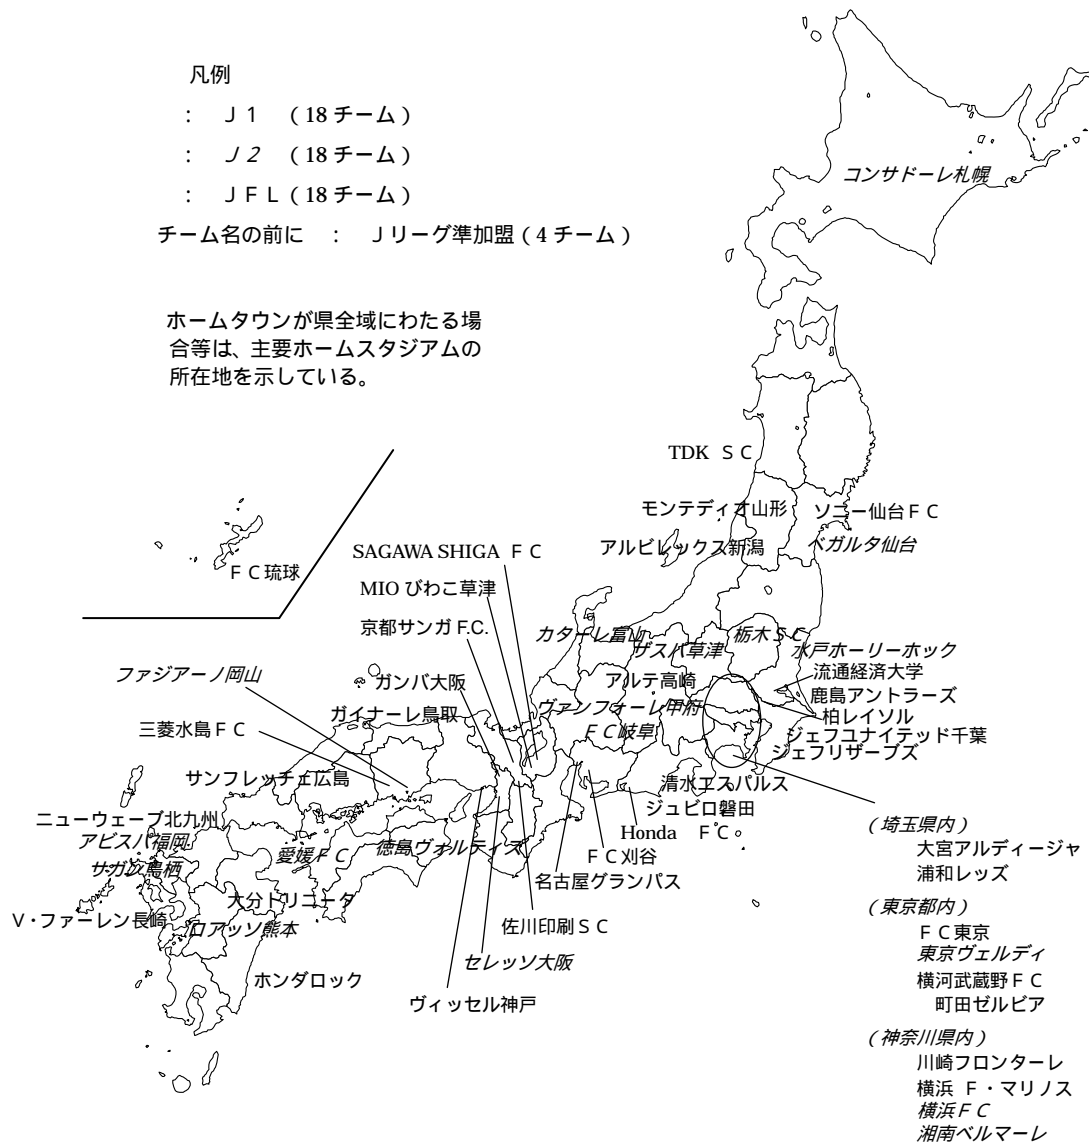 凡例
： Ｊ１ （18 チーム）
： Ｊ２ （18 チーム）
： ＪＦＬ（18 チーム）
チーム名の前に ： Ｊリーグ準加盟（4 チーム）
ホームタウンが県全域にわたる場
合等は、主要ホームスタジアムの
所在地を示している。
コンサドーレ札幌
TDK ＳＣ
モンテディオ山形
ソニー仙台ＦＣ
アルビレックス新潟
ベガルタ仙台
ＦＣ琉球
SAGAWA SHIGA ＦＣ
MIO びわこ草津
京都サンガ F.C.
カターレ富山
ザスパ草津
栃木ＳＣ
水戸ホーリーホック
ファジアーノ岡山
ガンバ大阪
アルテ高崎
流通経済大学
鹿島アントラーズ
ガイナーレ鳥取
ヴァンフォーレ甲府
柏レイソル
三菱水島ＦＣ
ＦＣ岐阜
ジェフユナイテッド千葉
ジェフリザーブズ
サンフレッチェ広島
清水エスパルス
ジュビロ磐田
ニューウェーブ北九州
Honda ＦＣ
アビスパ福岡
愛媛ＦＣ
徳島ヴォルティス
ＦＣ刈谷
サガン鳥栖
名古屋グランパス
大分トリニータ
V・ファーレン長崎
ロアッソ熊本
佐川印刷ＳＣ
セレッソ大阪
ホンダロック
ヴィッセル神戸
（埼玉県内）
大宮アルディージャ
浦和レッズ
（東京都内）
ＦＣ東京
東京ヴェルディ
横河武蔵野ＦＣ
町田ゼルビア
（神奈川県内）
川崎フロンターレ
横浜 Ｆ・マリノス
横浜ＦＣ
湘南ベルマーレ